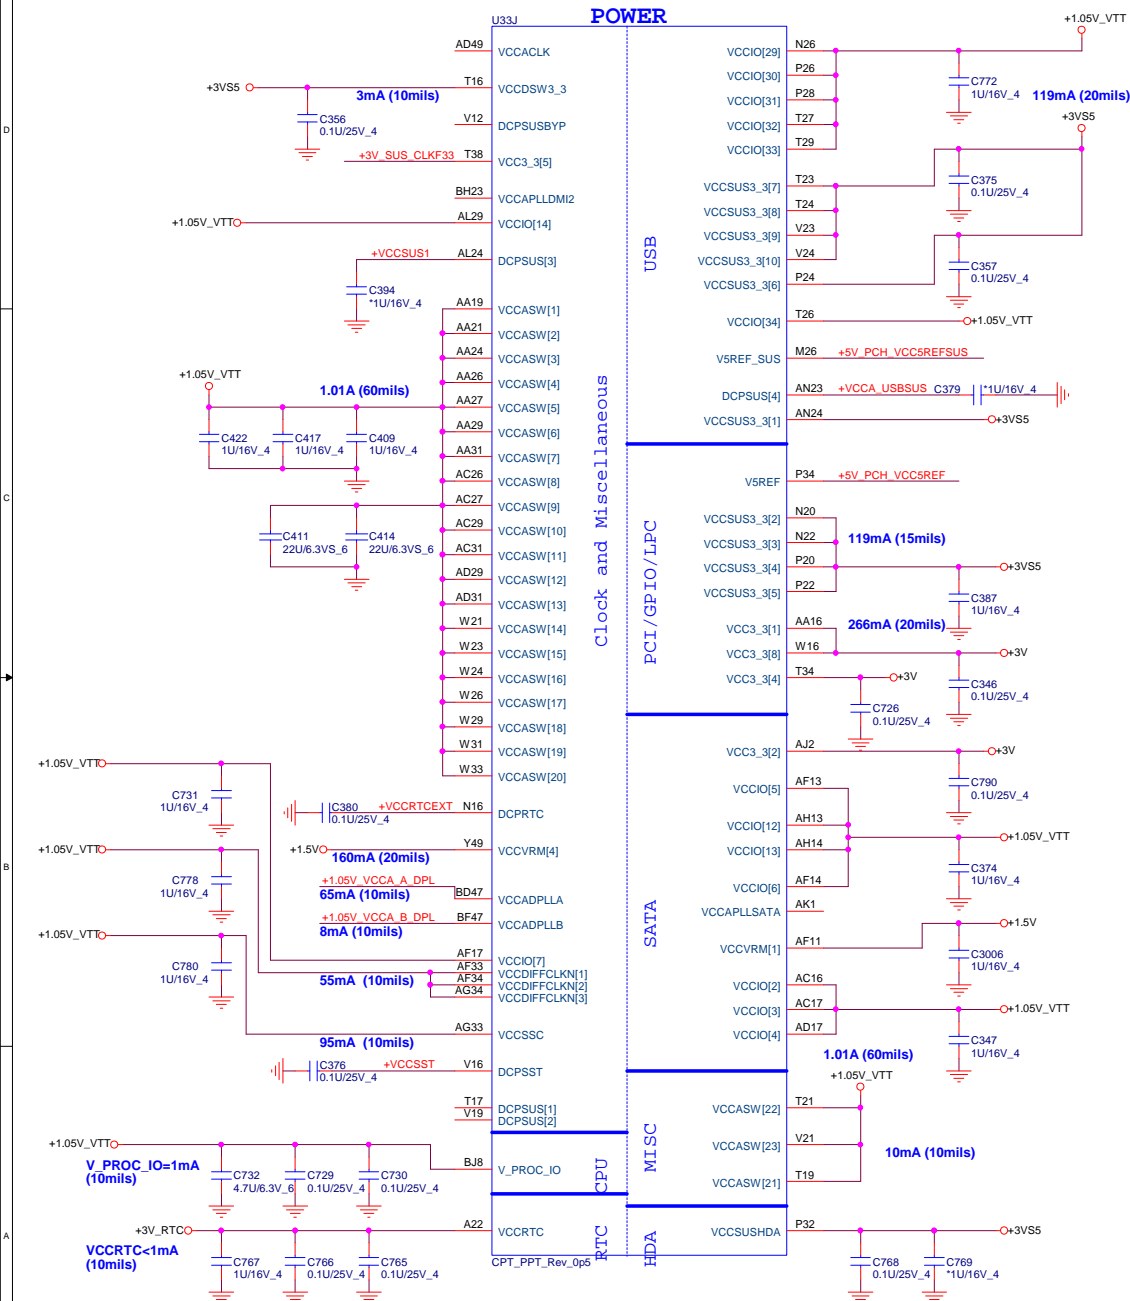 POWER
U33J
+1.05V_VTT
AD49 VCCACLK
+3VS5
T16 VCCDSW3_3
3mA (10mils)
C356
0.1U/25V_4
V12 DCPSUSBYP
+3V_SUS_CLKF33 T38 VCC3_3[5]
BH23 VCCAPLLDMI2
+1.05V_VTT AL29 VCCIO[14]
+VCCSUS1 AL24 DCPSUS[3]
C394
*1U/16V_4
AA19 VCCASW[1]
AA21 VCCASW[2]
AA24 VCCASW[3]
AA26 VCCASW[4]
AA27 VCCASW[5]
AA29 VCCASW[6]
AA31 VCCASW[7]
AC26 VCCASW[8]
AC27 VCCASW[9]
AC29 VCCASW[10]
AC31 VCCASW[11]
AD29 VCCASW[12]
AD31 VCCASW[13]
W21 VCCASW[14]
W23 VCCASW[15]
W24 VCCASW[16]
W26 VCCASW[17]
W29 VCCASW[18]
W31 VCCASW[19]
W33 VCCASW[20]
+1.05V_VTT
1.01A (60mils)
C422
1U/16V_4
C417
1U/16V_4
C409
1U/16V_4
C411
22U/6.3VS_6
C414
22U/6.3VS_6
+1.05V_VTT
C731
1U/16V_4
C380
0.1U/25V_4
+VCCRTCEXT N16 DCPRTC
+1.5V Y49 VCCVRM[4]
160mA (20mils)
+1.05V_VTT
C778
1U/16V_4
+1.05V_VCCA_A_DPL BD47 VCCADPLLA
65mA (10mils)
+1.05V_VCCA_B_DPL BF47 VCCADPLLB
8mA (10mils)
+1.05V_VTT
C780
1U/16V_4
AF17 VCCIO[7]
AF33 VCCDIFFCLKN[1]
AF34 VCCDIFFCLKN[2]
AG34 VCCDIFFCLKN[3]
55mA (10mils)
AG33 VCCSSC
95mA (10mils)
C376
0.1U/25V_4
+VCCSST V16 DCPSST
T17 DCPSUS[1]
V19 DCPSUS[2]
+1.05V_VTT
V_PROC_IO=1mA
(10mils)
C732
4.7U/6.3V_6
C729
0.1U/25V_4
C730
0.1U/25V_4
BJ8 V_PROC_IO
+3V_RTC
VCCRTC<1mA
(10mils)
C767
1U/16V_4
C766
0.1U/25V_4
C765
0.1U/25V_4
A22 VCCRTC
CPT_PPT_Rev_0p5
Clock and Miscellaneous
CPU
RTC
USB
PCI/GPIO/LPC
SATA
MISC
HDA
VCCIO[29] N26
VCCIO[30] P26
VCCIO[31] P28
VCCIO[32] T27
VCCIO[33] T29
C772
1U/16V_4
119mA (20mils)
+3VS5
VCCSUS3_3[7] T23
VCCSUS3_3[8] T24
VCCSUS3_3[9] V23
VCCSUS3_3[10] V24
VCCSUS3_3[6] P24
C375
0.1U/25V_4
C357
0.1U/25V_4
VCCIO[34] T26 +1.05V_VTT
V5REF_SUS M26 +5V_PCH_VCC5REFSUS
DCPSUS[4] AN23 +VCCA_USBSUS C379 *1U/16V_4
VCCSUS3_3[1] AN24 +3VS5
V5REF P34 +5V_PCH_VCC5REF
VCCSUS3_3[2] N20
VCCSUS3_3[3] N22
VCCSUS3_3[4] P20
VCCSUS3_3[5] P22
119mA (15mils)
+3VS5
C387
1U/16V_4
266mA (20mils)
VCC3_3[1] AA16
VCC3_3[8] W16
+3V
VCC3_3[4] T34
+3V
C346
0.1U/25V_4
C726
0.1U/25V_4
VCC3_3[2] AJ2
+3V
C790
0.1U/25V_4
VCCIO[5] AF13
VCCIO[12] AH13
VCCIO[13] AH14
VCCIO[6] AF14
+1.05V_VTT
C374
1U/16V_4
VCCAPLLSATA AK1
VCCVRM[1] AF11
+1.5V
C3006
1U/16V_4
VCCIO[2] AC16
VCCIO[3] AC17
VCCIO[4] AD17
+1.05V_VTT
C347
1U/16V_4
1.01A (60mils)
+1.05V_VTT
VCCASW[22] T21
VCCASW[23] V21
VCCASW[21] T19
10mA (10mils)
VCCSUSHDA P32
+3VS5
C768
0.1U/25V_4
C769
*1U/16V_4
D
C
B
A